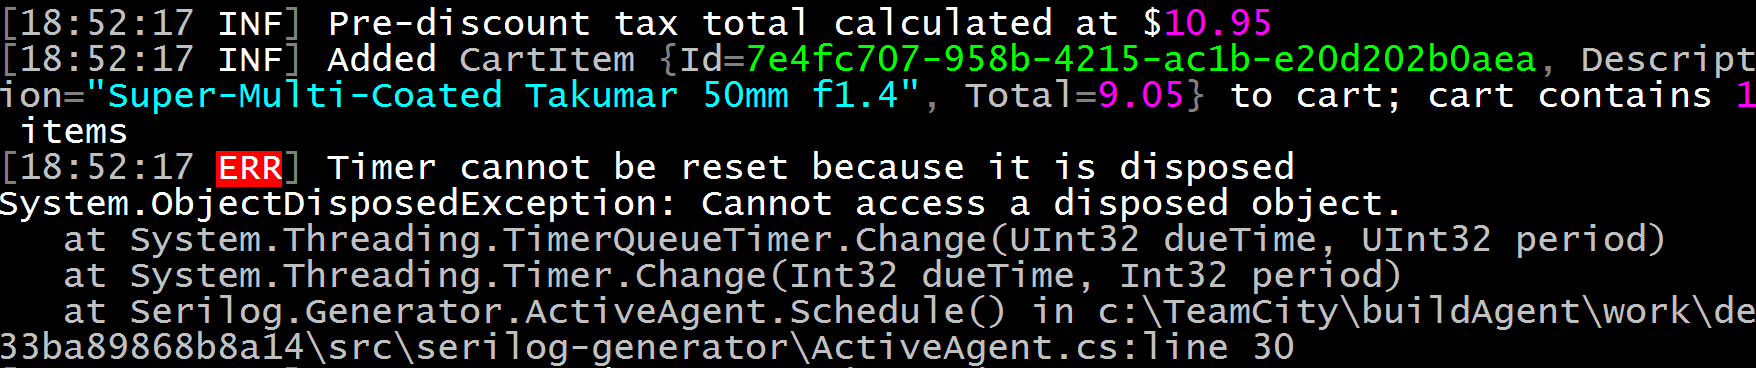 [18:52:17 INF] Pre-discount tax total calculated at $10.95
[18:52:17 INF] Added CartItem {Id=7e4fc707-958b-4215-ac1b-e20d202b0aea, Descript
ion="Super-Multi-Coated Takumar 50mm f1.4", Total=9.05} to cart; cart contains 1
 items
[18:52:17 ERR] Timer cannot be reset because it is disposed
System.ObjectDisposedException: Cannot access a disposed object.
   at System.Threading.TimerQueueTimer.Change(UInt32 dueTime, UInt32 period)
   at System.Threading.Timer.Change(Int32 dueTime, Int32 period)
   at Serilog.Generator.ActiveAgent.Schedule() in c:\TeamCity\buildAgent\work\de
33ba89868b8a14\src\serilog-generator\ActiveAgent.cs:line 30